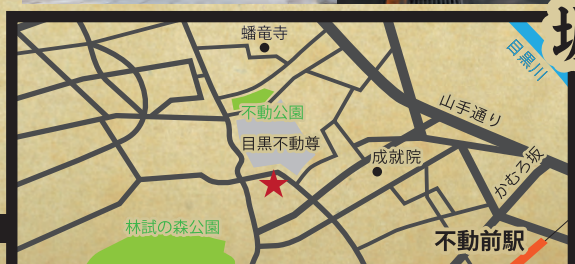 蟠竜寺
目黒川
不動公園
山手通り
目黒不動尊
成就院
かむろ坂
林試の森公園
不動前駅